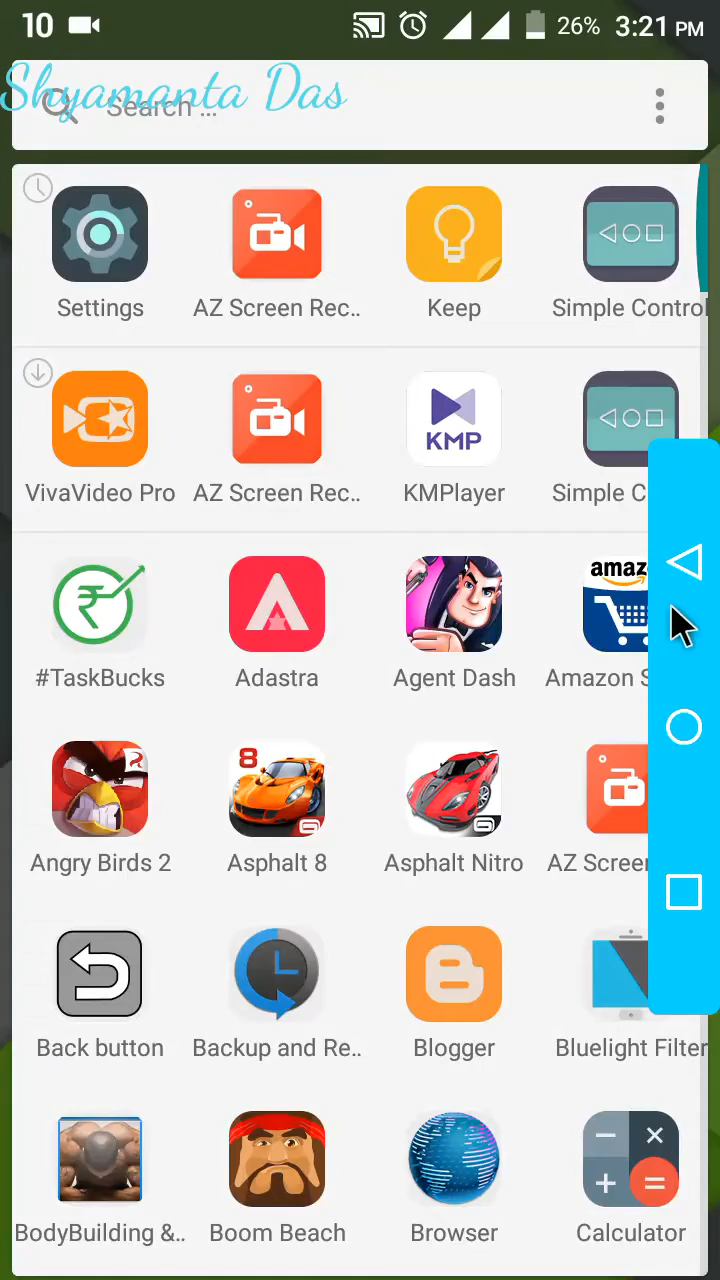 10 26% 3:21 PM
Shyamanta Das
Search ...
Settings AZ Screen Rec.. Keep Simple Control
KMP
VivaVideo Pro AZ Screen Rec.. KMPlayer Simple C
amaz
#TaskBucks Adastra Agent Dash Amazon S
8
Angry Birds 2 Asphalt 8 Asphalt Nitro AZ Screen
Back button Backup and Re.. Blogger Bluelight Filter
BodyBuilding &.. Boom Beach Browser Calculator